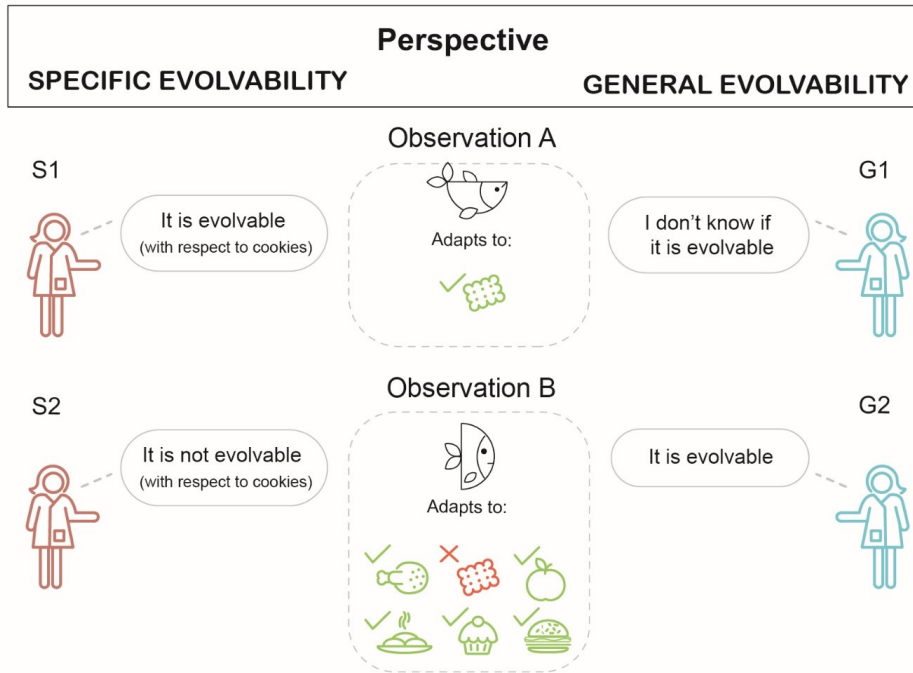 Perspective
SPECIFIC EVOLVABILITY
GENERAL EVOLVABILITY
Observation A
S1
G1
It is evolvable
(with respect to cookies)
Adapts to:
I don’t know if
it is evolvable
Observation B
S2
G2
It is not evolvable
(with respect to cookies)
Adapts to:
It is evolvable